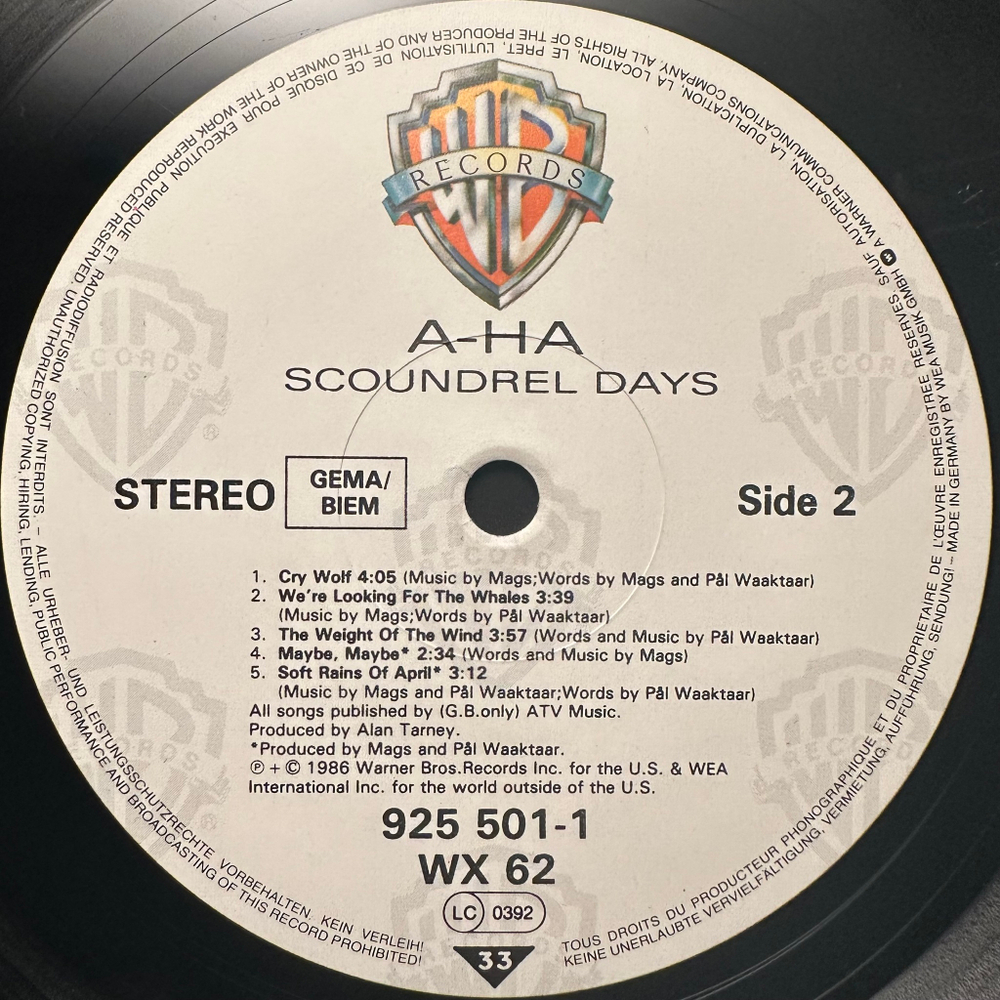 WB
RECORDS
A-HA
SCOUNDREL DAYS
STEREO
GEMA/
BIEM
Side 2
1. Cry Wolf 4:05 (Music by Mags;Words by Mags and Pål Waaktaar)
2. We're Looking For The Whales 3:39
(Music by Mags;Words by Pål Waaktaar)
3. The Weight Of The Wind 3:57 (Words and Music by Pål Waaktaar)
4. Maybe, Maybe* 2:34 (Words and Music by Mags)
5. Soft Rains Of April* 3:12
(Music by Mags and Pål Waaktaar;Words by Pål Waaktaar)
All songs published by (G.B.only) ATV Music.
Produced by Alan Tarney.
*Produced by Mags and Pål Waaktaar.
℗ + © 1986 Warner Bros.Records Inc. for the U.S. & WEA
International Inc. for the world outside of the U.S.
925 501-1
WX 62
LC 0392
33
TOUS DROITS DU PRODUCTEUR PHONOGRAPHIQUE ET DU PROPRIETAIRE DE L'ŒUVRE ENREGISTREE RESERVES. SAUF AUTORISATION, LA DUPLICATION, LA LOCATION, LE PRET, L'UTILISATION DE CE DISQUE POUR EXECUTION PUBLIQUE ET RADIODIFFUSION SONT INTERDITS. – ALLE URHEBER- UND LEISTUNGSSCHUTZRECHTE VORBEHALTEN. KEIN VERLEIH!
KEINE UNERLAUBTE VERVIELFÄLTIGUNG, VERMIETUNG, AUFFÜHRUNG, SENDUNG! – MADE IN GERMANY BY WEA MUSIK GMBH A WARNER COMMUNICATIONS COMPANY. ALL RIGHTS OF THE PRODUCER AND OF THE OWNER OF THE WORK REPRODUCED RESERVED. UNAUTHORIZED COPYING, HIRING, LENDING, PUBLIC PERFORMANCE AND BROADCASTING OF THIS RECORD PROHIBITED!